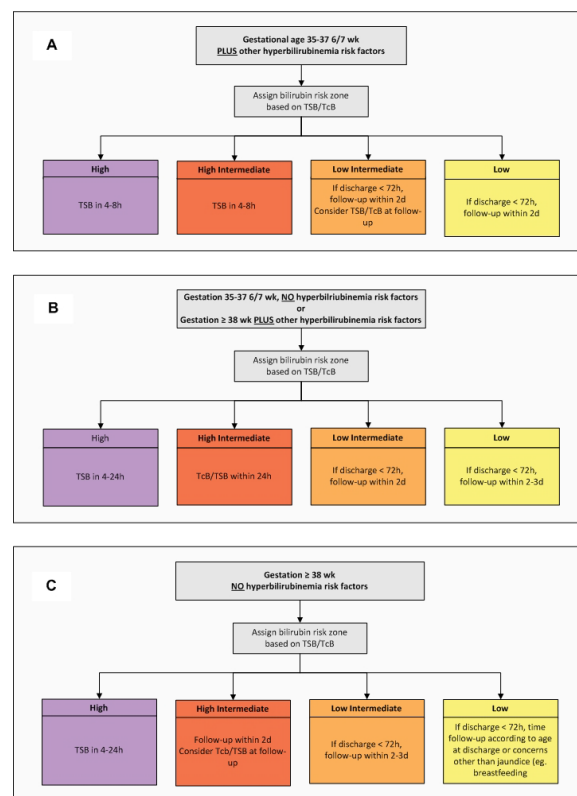 A
Gestational age 35-37 6/7 wk
PLUS other hyperbilirubinemia risk factors
Assign bilirubin risk zone
based on TSB/TcB
High
TSB in 4-8h
High Intermediate
TSB in 4-8h
Low Intermediate
If discharge < 72h,
follow-up within 2d
Consider TSB/TcB at follow-
up
Low
If discharge < 72h,
follow-up within 2d
B
Gestation 35-37 6/7 wk, NO hyperbilriubinemia risk factors
or
Gestation ≥ 38 wk PLUS other hyperbilirubinemia risk factors
Assign bilirubin risk zone
based on TSB/TcB
High
TSB in 4-24h
High Intermediate
TcB/TSB within 24h
Low Intermediate
If discharge < 72h,
follow-up within 2d
Low
If discharge < 72h,
follow-up within 2-3d
C
Gestation ≥ 38 wk
NO hyperbilirubinemia risk factors
Assign bilirubin risk zone
based on TSB/TcB
High
TSB in 4-24h
High Intermediate
Follow-up within 2d
Consider Tcb/TSB at follow-
up
Low Intermediate
If discharge < 72h,
follow-up within 2-3d
Low
If discharge < 72h, time
follow-up according to age
at discharge or concerns
other than jaundice (eg.
breastfeeding